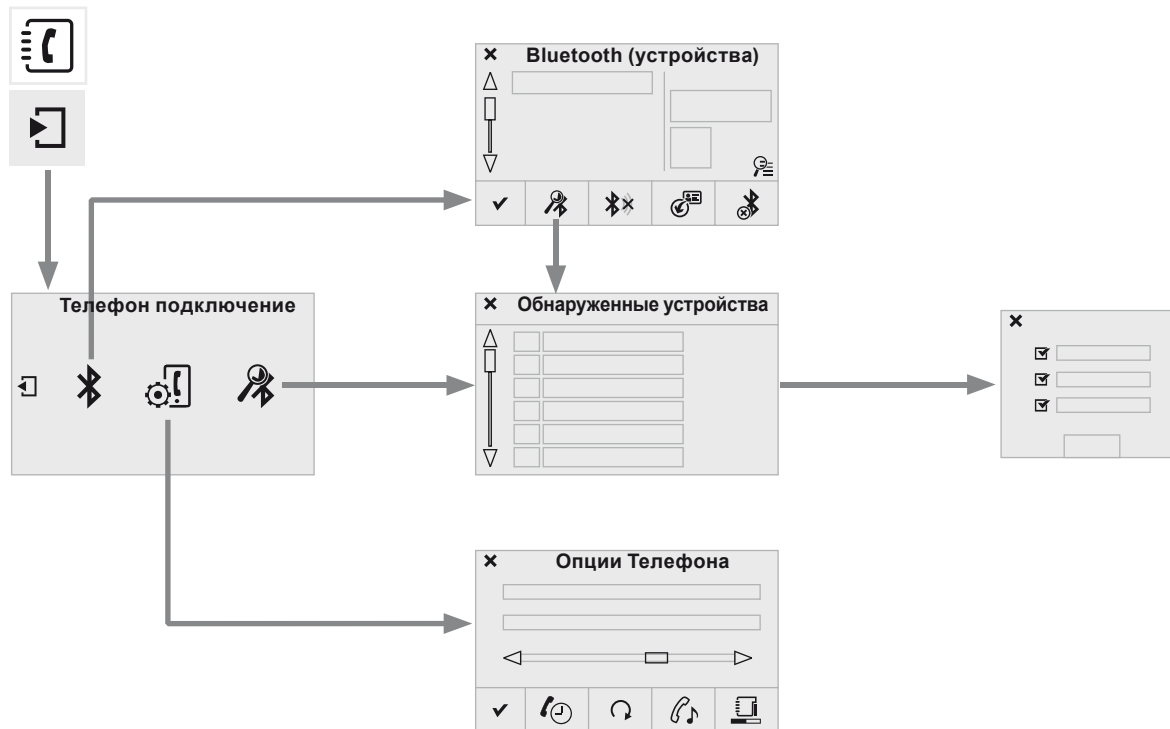 Bluetooth (устройства)
Телефон подключение
Обнаруженные устройства
Опции Телефона